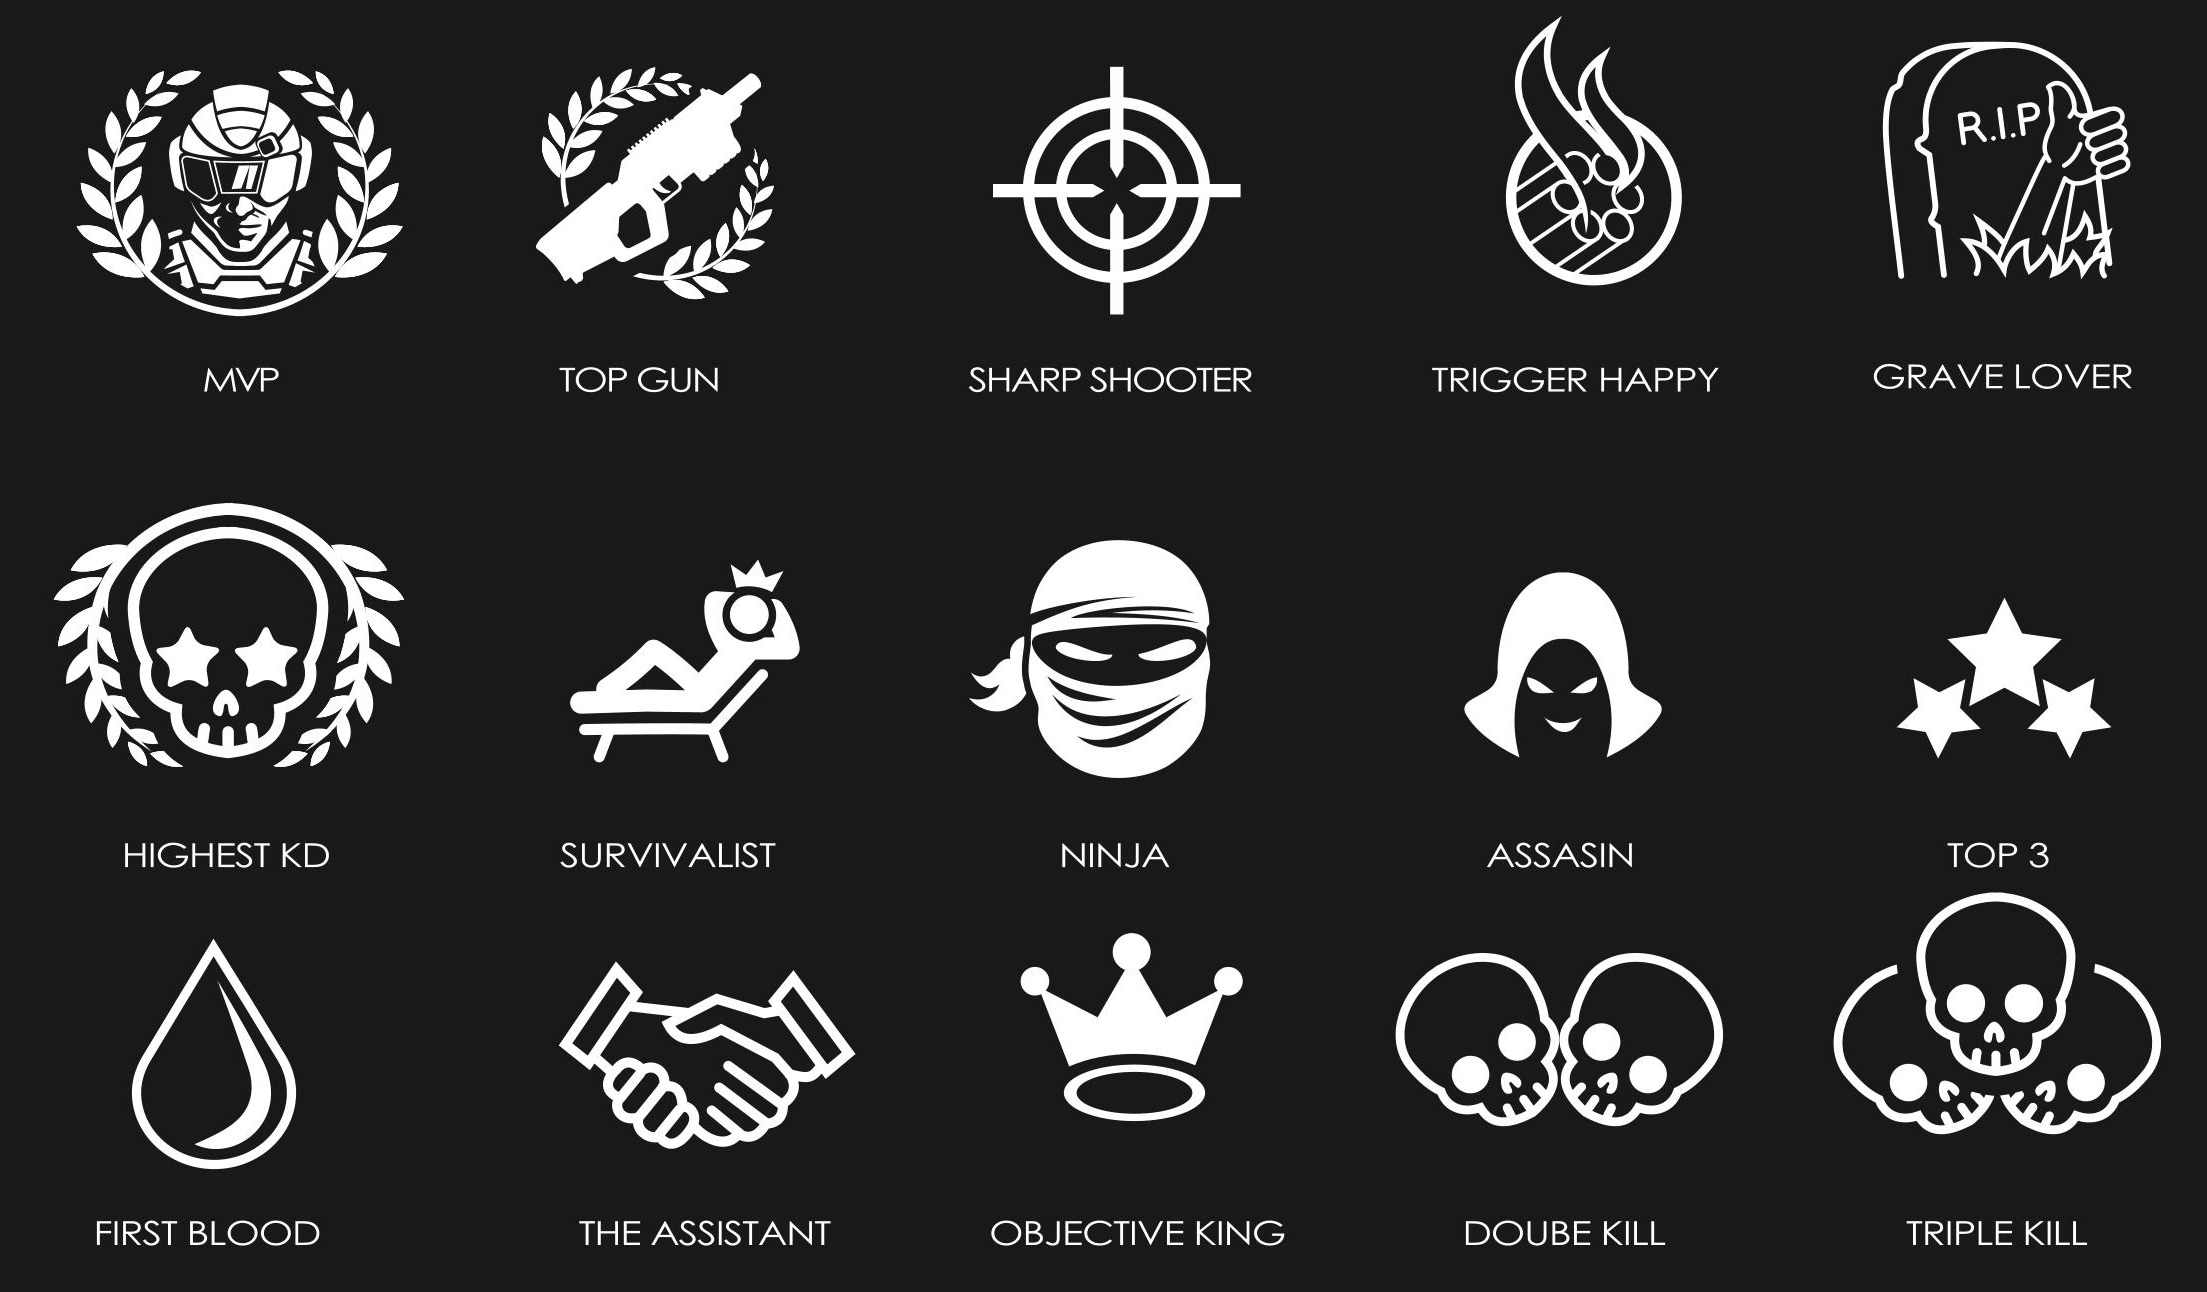 R.I.P
MVP
TOP GUN
SHARP SHOOTER
TRIGGER HAPPY
GRAVE LOVER
HIGHEST KD
SURVIVALIST
NINJA
ASSASIN
TOP 3
FIRST BLOOD
THE ASSISTANT
OBJECTIVE KING
DOUBE KILL
TRIPLE KILL